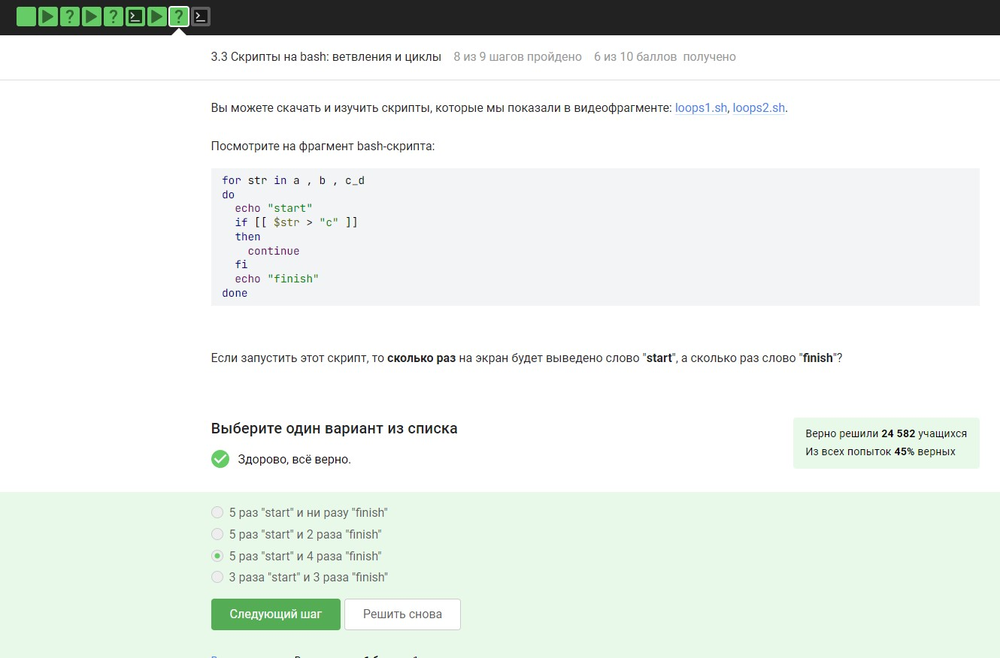 3.3 Скрипты на bash: ветвления и циклы 8 из 9 шагов пройдено 6 из 10 баллов получено
Вы можете скачать и изучить скрипты, которые мы показали в видеофрагменте: loops1.sh, loops2.sh.
Посмотрите на фрагмент bash-скрипта:
for str in a , b , c_d
do
  echo "start"
  if [[ $str > "c" ]]
  then
    continue
  fi
  echo "finish"
done
Если запустить этот скрипт, то сколько раз на экран будет выведено слово "start", а сколько раз слово "finish"?
Выберите один вариант из списка
Здорово, всё верно.
Верно решили 24 582 учащихся
Из всех попыток 45% верных
5 раз "start" и ни разу "finish"
5 раз "start" и 2 раза "finish"
5 раз "start" и 4 раза "finish"
3 раза "start" и 3 раза "finish"
Следующий шаг Решить снова